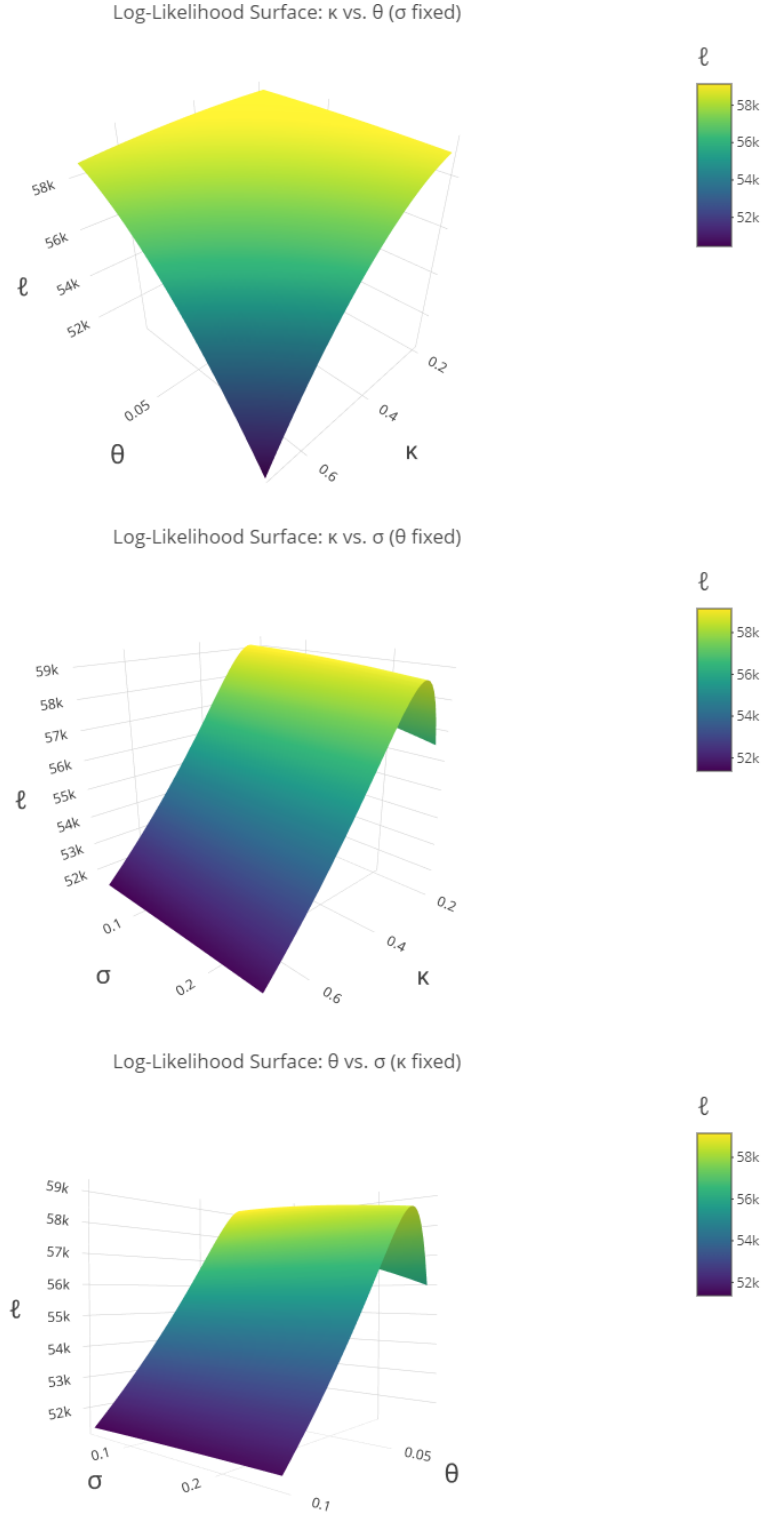 Log-Likelihood Surface: κ vs. θ (σ fixed)
ℓ
58k
56k
54k
52k
58k
56k
54k
52k
ℓ
0.05
θ
0.2
0.4
0.6
κ
Log-Likelihood Surface: κ vs. σ (θ fixed)
ℓ
58k
56k
54k
52k
59k
58k
57k
56k
55k
54k
53k
52k
ℓ
0.1
0.2
σ
0.2
0.4
0.6
κ
Log-Likelihood Surface: θ vs. σ (κ fixed)
ℓ
58k
56k
54k
52k
59k
58k
57k
56k
55k
54k
53k
52k
ℓ
0.1
0.2
σ
0.05
0.1
θ